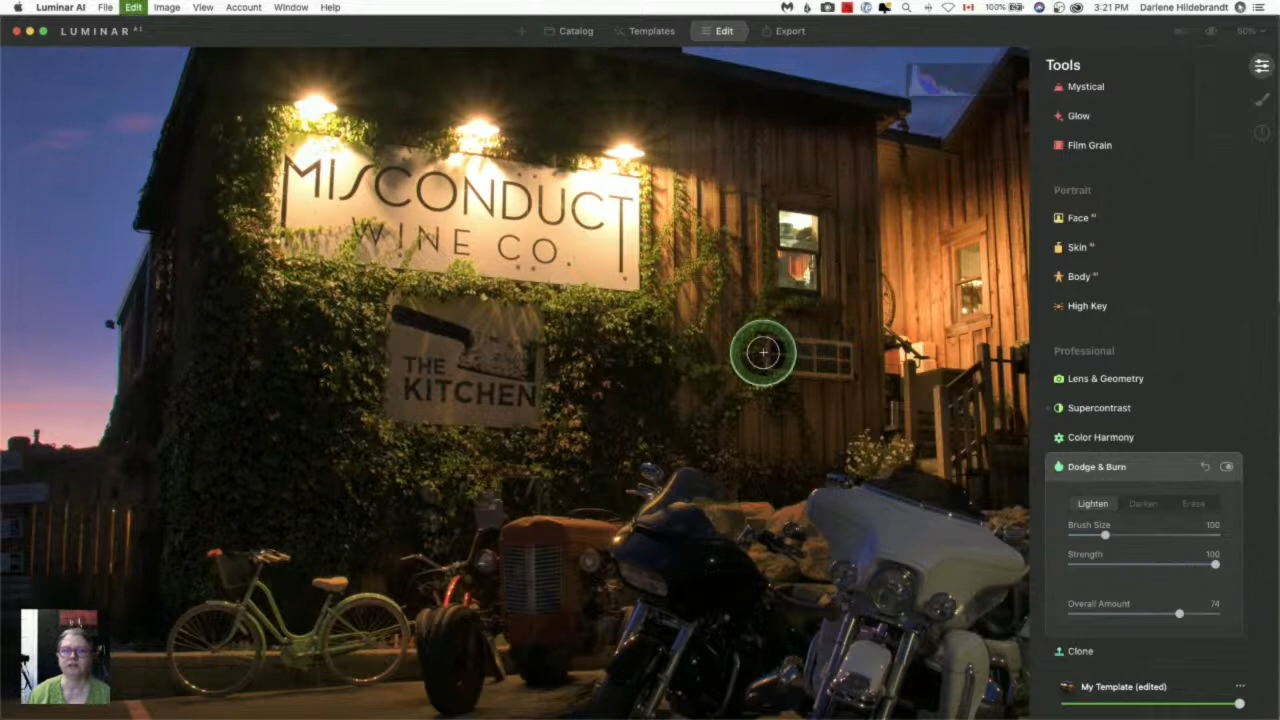 Luminar AI File Edit Image View Account Window Help 100% 3:21 PM Darlene Hildebrandt
LUMINAR AI Catalog Templates Edit Export 50%
Tools
Mystical
Glow
Film Grain
Portrait
Face AI
Skin AI
Body AI
High Key
Professional
Lens & Geometry
Supercontrast
Color Harmony
Dodge & Burn
Lighten Darken Erase
Brush Size 100
Strength 100
Overall Amount 74
Clone
My Template (edited)
MISCONDUCT
WINE CO.
THE
KITCHEN